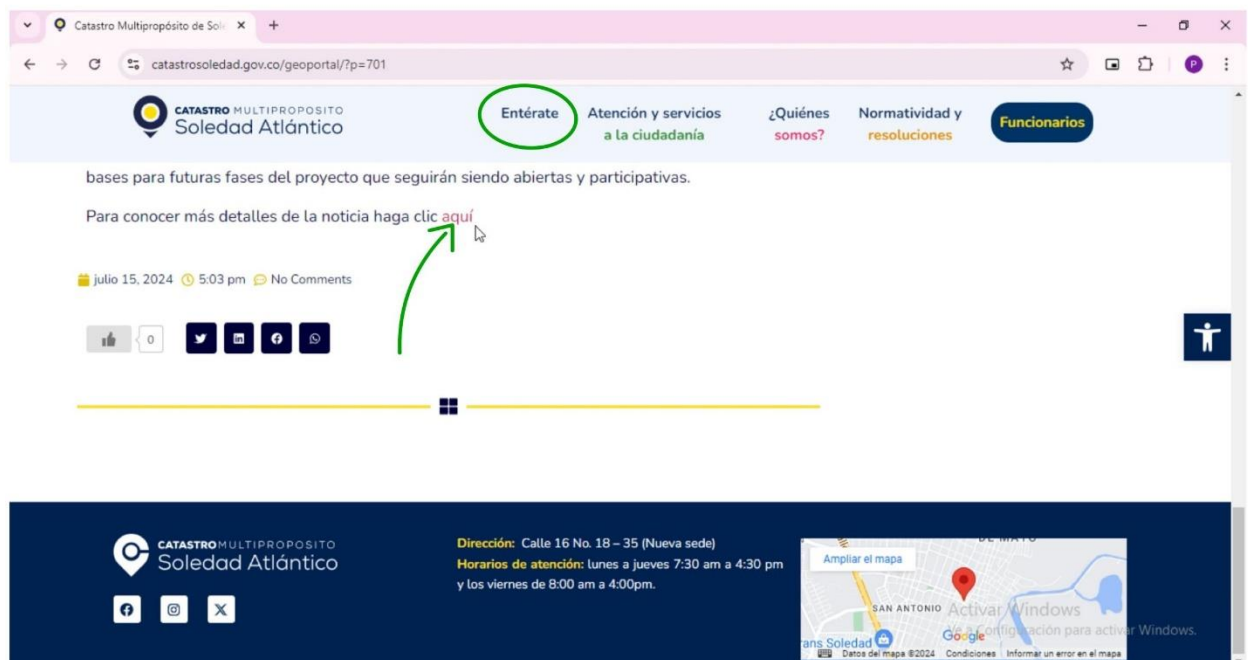 Catastro Multipropósito de Sol
catastrosoledad.gov.co/geoportal/?p=701
P
CATASTRO MULTIPROPOSITO
Soledad Atlántico
Entérate
Atención y servicios
a la ciudadanía
¿Quiénes
somos?
Normatividad y
resoluciones
Funcionarios
bases para futuras fases del proyecto que seguirán siendo abiertas y participativas.
Para conocer más detalles de la noticia haga clic aquí
julio 15, 2024 5:03 pm No Comments
0
CATASTRO MULTIPROPOSITO
Soledad Atlántico
Dirección: Calle 16 No. 18 – 35 (Nueva sede)
Horarios de atención: lunes a jueves 7:30 am a 4:30 pm
y los viernes de 8:00 am a 4:00pm.
DE MAYO
Ampliar el mapa
SAN ANTONIO
Activar Windows
Ve a Configuración para activar Windows.
Google
rans Soledad
Datos del mapa ©2024 Condiciones Informar un error en el mapa